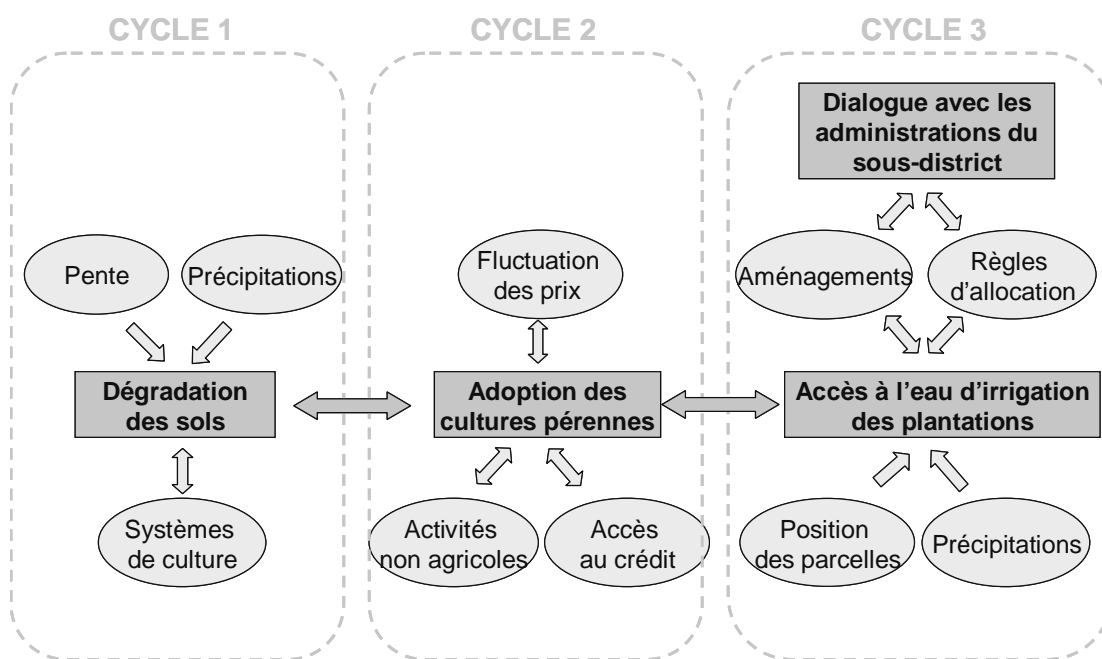 CYCLE 1
Pente
Précipitations
Dégradation
des sols
Systèmes
de culture
CYCLE 2
Fluctuation
des prix
Adoption des
cultures pérennes
Activités
non agricoles
Accès
au crédit
CYCLE 3
Dialogue avec les
administrations du
sous-district
Aménagements
Règles
d'allocation
Accès à l'eau d'irrigation
des plantations
Position
des parcelles
Précipitations